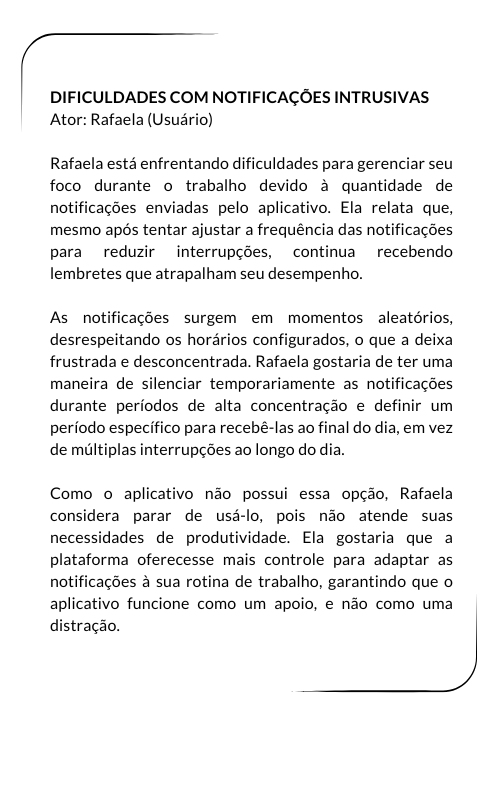 DIFICULDADES COM NOTIFICAÇÕES INTRUSIVAS
Ator: Rafaela (Usuário)
Rafaela está enfrentando dificuldades para gerenciar seu
foco durante o trabalho devido à quantidade de
notificações enviadas pelo aplicativo. Ela relata que,
mesmo após tentar ajustar a frequência das notificações
para reduzir interrupções, continua recebendo
lembretes que atrapalham seu desempenho.
As notificações surgem em momentos aleatórios,
desrespeitando os horários configurados, o que a deixa
frustrada e desconcentrada. Rafaela gostaria de ter uma
maneira de silenciar temporariamente as notificações
durante períodos de alta concentração e definir um
período específico para recebê-las ao final do dia, em vez
de múltiplas interrupções ao longo do dia.
Como o aplicativo não possui essa opção, Rafaela
considera parar de usá-lo, pois não atende suas
necessidades de produtividade. Ela gostaria que a
plataforma oferecesse mais controle para adaptar as
notificações à sua rotina de trabalho, garantindo que o
aplicativo funcione como um apoio, e não como uma
distração.